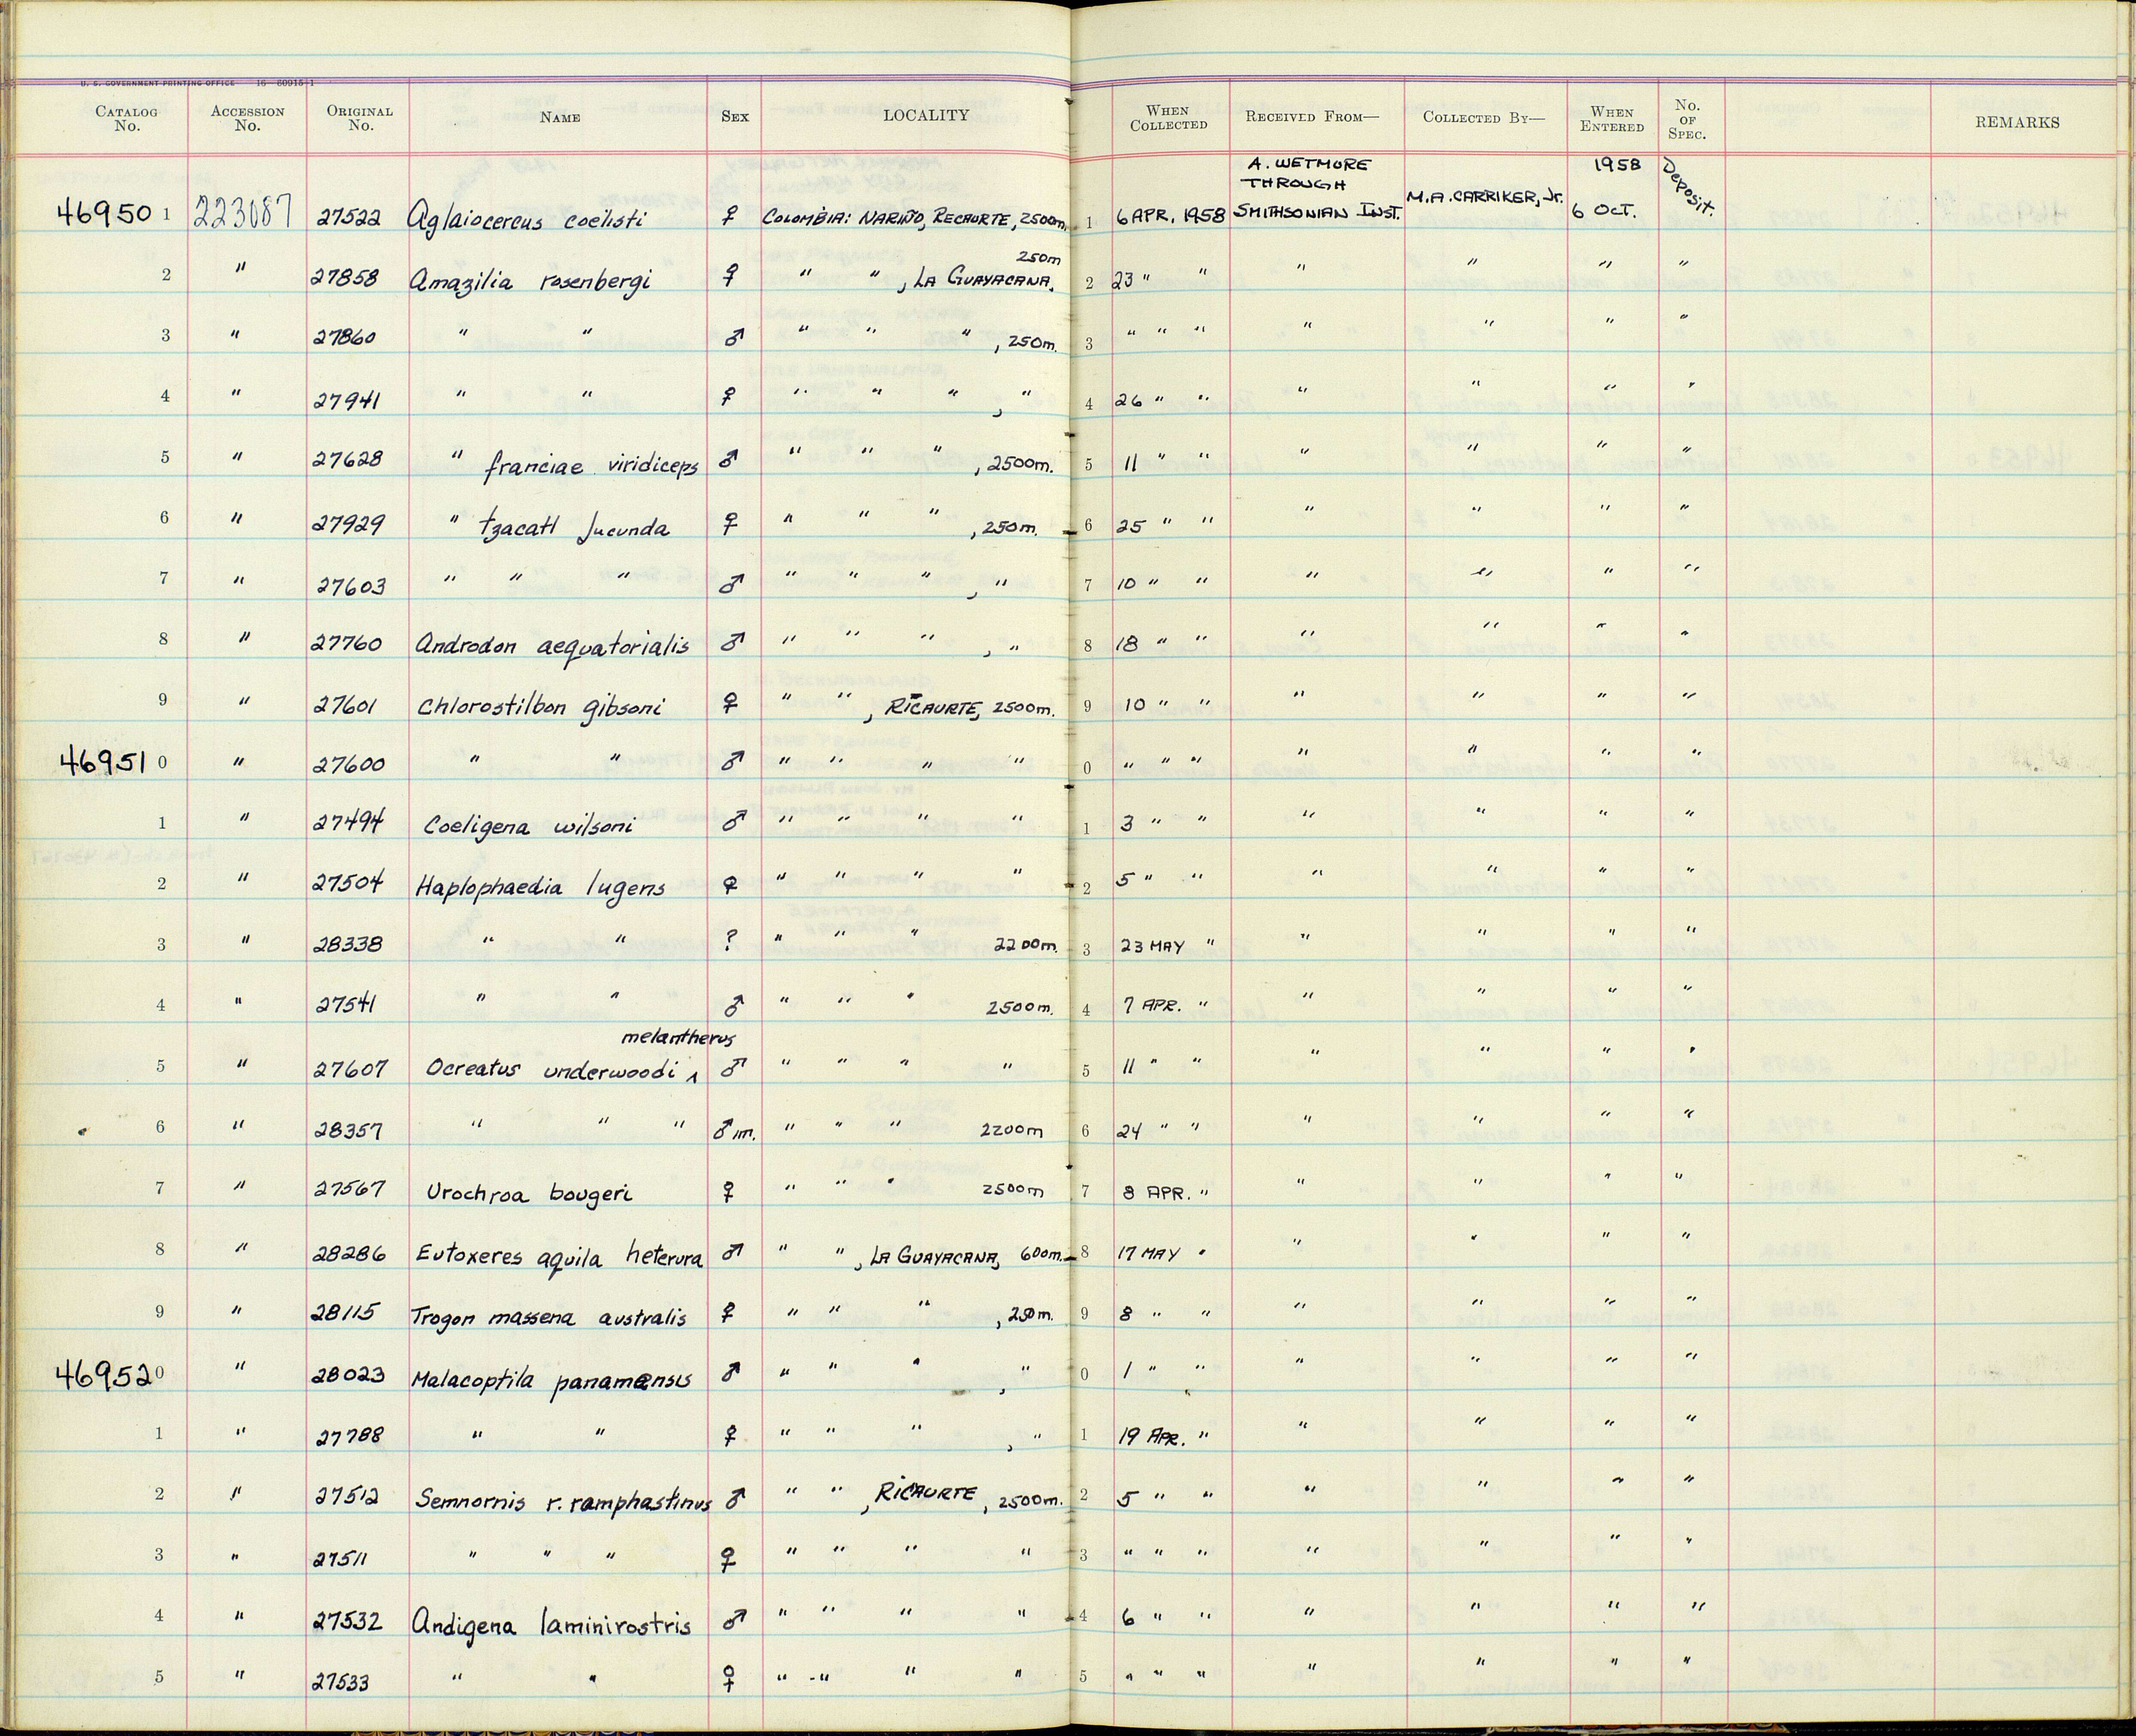 U. S. GOVERNMENT PRINTING OFFICE 16—60915-1
CATALOG No. ACCESSION No. ORIGINAL No. NAME SEX LOCALITY WHEN COLLECTED RECEIVED FROM— COLLECTED BY— WHEN ENTERED No. OF SPEC. REMARKS
46950 1 223087 27522 Aglaiocercus coelisti ♀ COLOMBIA: NARIÑO, RECAURTE, 2500m. 1 6 APR, 1958 A. WETMORE THROUGH SMITHSONIAN INST. M.A. CARRIKER, Jr. 1958 6 OCT. Deposit.
2 " 27858 Amazilia rosenbergi ♀ " " , LA GUAYACANA, 250m 2 23 " " " " " "
3 " 27860 " " ♂ " " " , 250m. 3 " " " " " " "
4 " 27941 " " ♀ " " " , " 4 26 " " " " " "
5 " 27628 " franciae viridiceps ♂ " " " , 2500m. 5 11 " " " " " "
6 " 27929 " tzacatl jucunda ♀ " " " , 250m. 6 25 " " " " " "
7 " 27603 " " " ♂ " " " , " 7 10 " " " " " "
8 " 27760 Androdon aequatorialis ♂ " " " , " 8 18 " " " " " "
9 " 27601 Chlorostilbon gibsoni ♀ " " , RICAURTE, 2500m. 9 10 " " " " " "
46951 0 " 27600 " " ♂ " " " " 0 " " " " " " "
1 " 27494 Coeligena wilsoni ♂ " " " " 1 3 " " " " " "
2 " 27504 Haplophaedia lugens ♀ " " " " 2 5 " " " " " "
3 " 28338 " " ? " " " 2200m. 3 23 MAY " " " " "
4 " 27541 " " ♂ " " " 2500m. 4 7 APR. " " " " "
melantherus
5 " 27607 Ocreatus underwoodi ^ ♂ " " " " 5 11 " " " " " "
6 " 28357 " " " ♂ im. " " " 2200m 6 24 " " " " " "
7 " 27567 Urochroa bougeri ♀ " " " 2500m 7 8 APR. " " " " "
8 " 28286 Eutoxeres aquila heterura ♂ " " , LA GUAYACANA, 600m. 8 17 MAY " " " " "
9 " 28115 Trogon massena australis ♀ " " " , 250m. 9 8 " " " " " "
46952 0 " 28023 Malacoptila panamensis ♂ " " " , " 0 1 " " " " " "
1 " 27788 " " ♀ " " " , " 1 19 APR. " " " " "
2 " 27512 Semnornis r. ramphastinus ♂ " " , RICAURTE , 2500m. 2 5 " " " " " "
3 " 27511 " " " ♀ " " " " 3 " " " " " " "
4 " 27532 Andigena laminirostris ♂ " " " " 4 6 " " " " " "
5 " 27533 " " ♀ " " " " 5 " " " " " " "